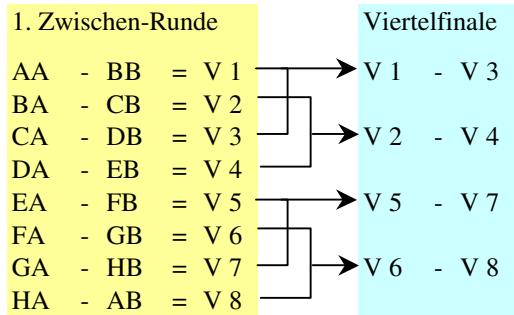 1. Zwischen-Runde
AA - BB = V 1
BA - CB = V 2
CA - DB = V 3
DA - EB = V 4
EA - FB = V 5
FA - GB = V 6
GA - HB = V 7
HA - AB = V 8
Viertelfinale
V 1 - V 3
V 2 - V 4
V 5 - V 7
V 6 - V 8